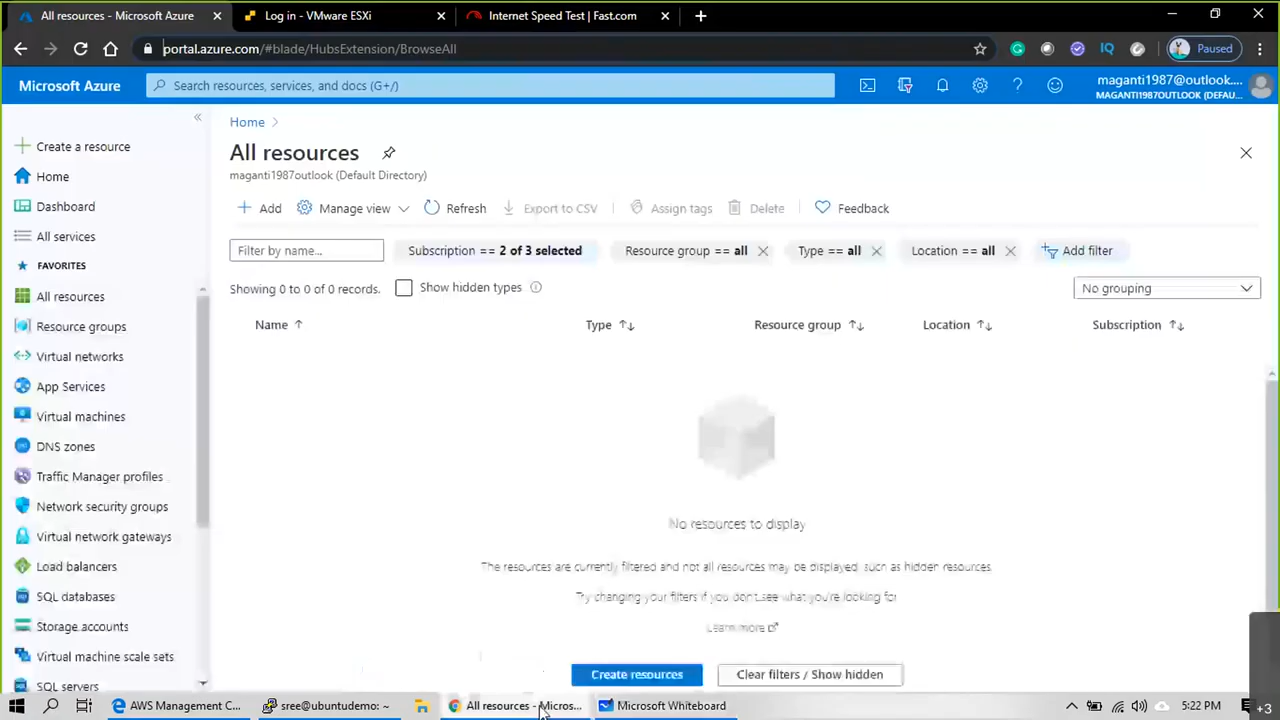 All resources - Microsoft Azure
Log in - VMware ESXi
Internet Speed Test | Fast.com
portal.azure.com/#blade/HubsExtension/BrowseAll
IQ
Paused
Microsoft Azure
Search resources, services, and docs (G+/)
maganti1987@outlook....
MAGANTI1987OUTLOOK (DEFAU...
Create a resource
Home
Dashboard
All services
FAVORITES
All resources
Resource groups
Virtual networks
App Services
Virtual machines
DNS zones
Traffic Manager profiles
Network security groups
Virtual network gateways
Load balancers
SQL databases
Storage accounts
Virtual machine scale sets
SQL servers
Home
All resources
maganti1987outlook (Default Directory)
Add
Manage view
Refresh
Export to CSV
Assign tags
Delete
Feedback
Filter by name...
Subscription == 2 of 3 selected
Resource group == all
Type == all
Location == all
Add filter
Showing 0 to 0 of 0 records.
Show hidden types
No grouping
Name
Type
Resource group
Location
Subscription
No resources to display
The resources are currently filtered and not all resources may be displayed, such as hidden resources.
Try changing your filters if you don't see what you're looking for.
Learn more
Create resources
Clear filters / Show hidden
AWS Management C...
sree@ubuntudemo: ~
All resources - Micros...
Microsoft Whiteboard
5:22 PM
+3